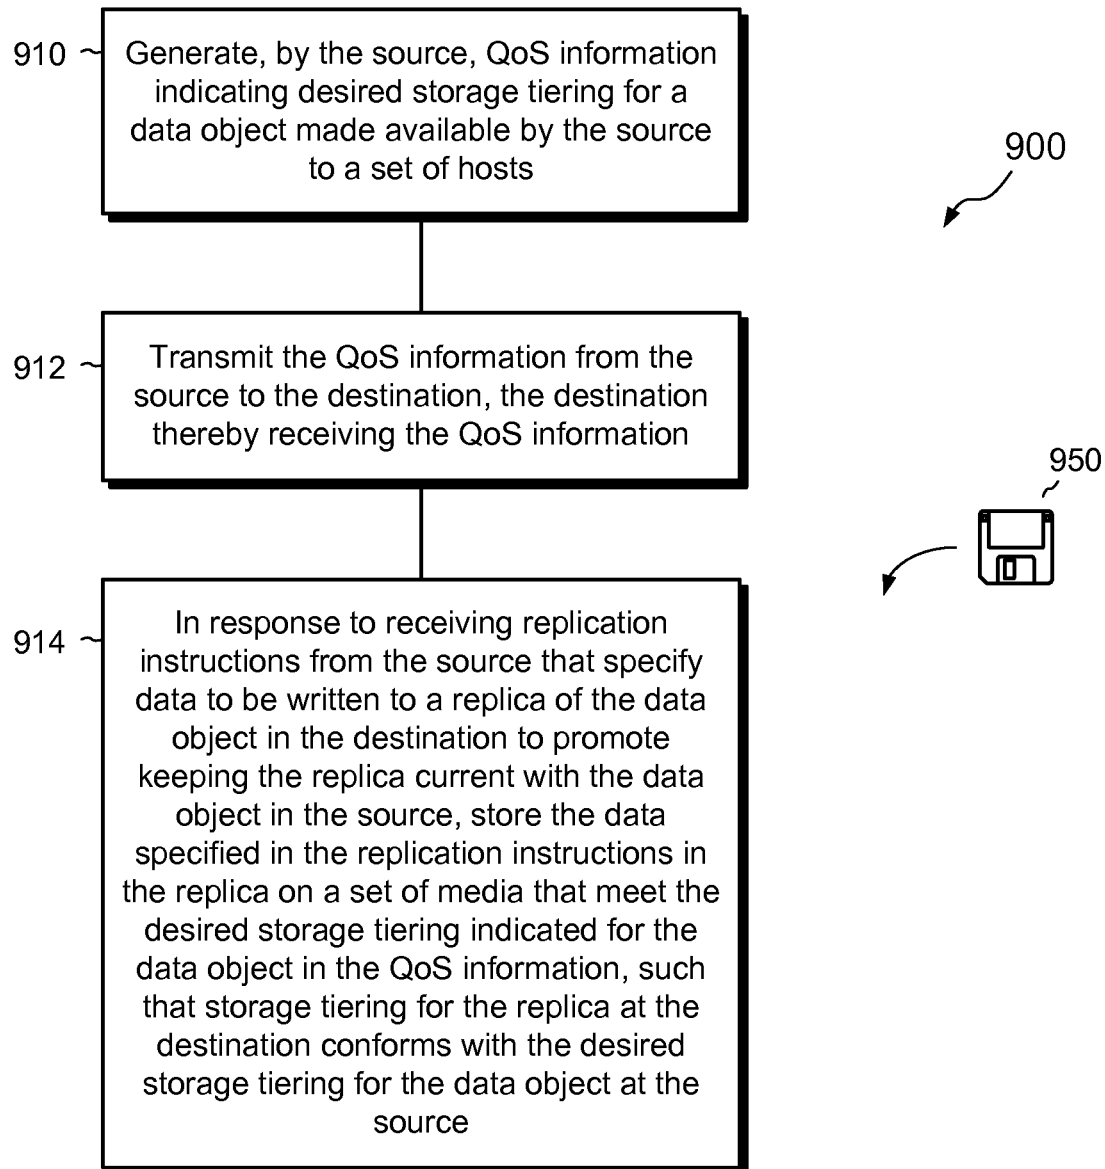 910
Generate, by the source, QoS information
indicating desired storage tiering for a
data object made available by the source
to a set of hosts
900
912
Transmit the QoS information from the
source to the destination, the destination
thereby receiving the QoS information
950
914
In response to receiving replication
instructions from the source that specify
data to be written to a replica of the data
object in the destination to promote
keeping the replica current with the data
object in the source, store the data
specified in the replication instructions in
the replica on a set of media that meet the
desired storage tiering indicated for the
data object in the QoS information, such
that storage tiering for the replica at the
destination conforms with the desired
storage tiering for the data object at the
source